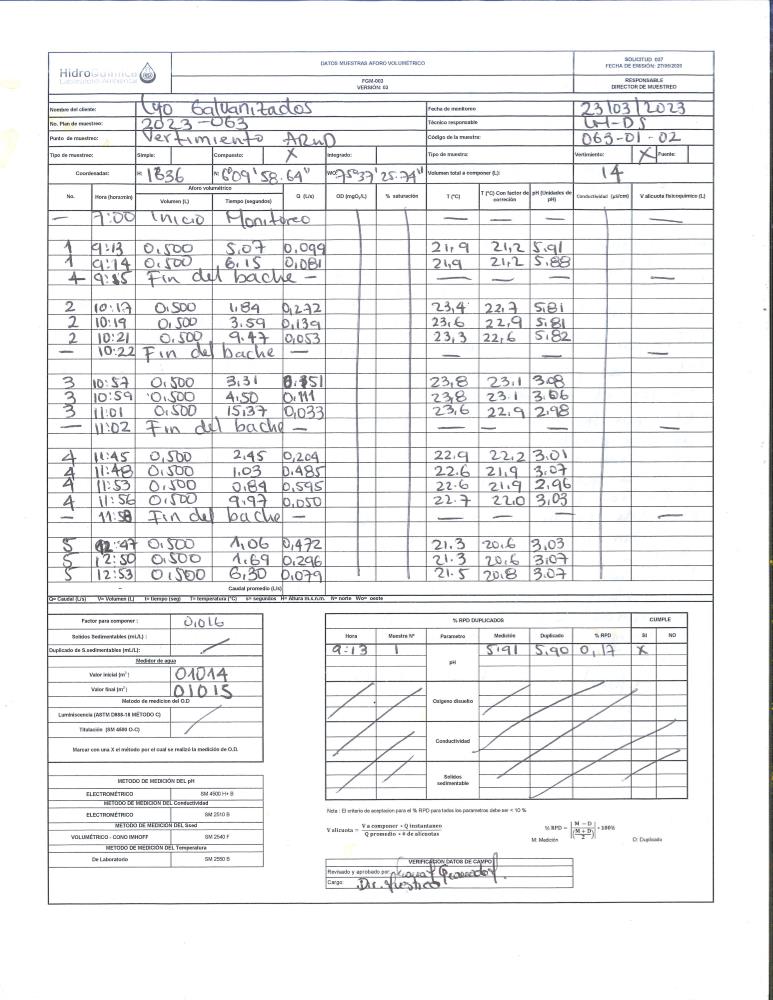 HidroQuímica
Laboratorio Ambiental
DATOS MUESTRAS AFORO VOLUMÉTRICO
FGM-003
VERSIÓN: 03
SOLICITUD 037
FECHA DE EMISIÓN: 27/05/2020
RESPONSABLE
DIRECTOR DE MUESTREO
Nombre del cliente: Lyo Galvanizados Fecha de monitoreo 23/03/2023
No. Plan de muestreo: 2023-063 Técnico responsable LH-DS
Punto de muestreo: Vertimiento ARnD Código de la muestra: 063-01-02
Tipo de muestreo: Simple: Compuesto: X Integrado: Tipo de muestra: Vertimiento: X Fuente:
Coordenadas: H: 1836 N: 6°09'58.64" WO: 75°37'25.74" Volumen total a componer (L): 14
No. Hora (hora:min) Aforo volumétrico Q (L/s) OD (mgO₂/L) % saturación T (°C) T (°C) Con factor de corrección pH (Unidades de pH) Conductividad (µs/cm) V alicuota fisicoquímico (L)
Volumen (L) Tiempo (segundos)
— 7:00 Inicio Monitoreo — — — —
1 9:13 0,500 5,07 0,099 21,9 21,2 5,91
1 9:14 0,500 6,15 0,081 21,9 21,2 5,88
Fin del bache — — — — —
2 10:17 0,500 1,84 0,272 23,4 22,7 5,81
2 10:19 0,500 3.59 0,139 23,6 22,9 5,81
2 10:21 0,500 9.47 0,053 23,3 22,6 5,82
— 10:22 Fin del bache — — — — —
3 10:57 0,500 3,31 0.151 23,8 23.1 3.08
3 10:59 0,500 4,50 0,111 23,8 23.1 3.06
3 11:01 0,500 15,37 0,033 23,6 22,9 2,98
— 11:02 Fin del bache — — — — —
4 11:45 0,500 2,45 0,204 22.9 22,2 3,01
4 11:48 0,500 1,03 0,485 22.6 21,9 3,07
4 11:53 0,500 0,84 0,595 22.6 21,9 2,96
4 11:56 0,500 9,97 0,050 22.7 22,0 3,03
— 11:58 Fin del bache — — — — —
5 12:47 0,500 1,06 0,472 21.3 20,6 3,03
5 12:50 0,500 1,69 0,296 21.3 20,6 3,07
5 12:53 0,500 6,30 0,079 21.5 20,8 3,07
Caudal promedio (L/s)
Q= Caudal (L/s) V= Volumen (L) t= tiempo (seg) T= temperatura (°C) s= segundos H= Altura m.s.n.m. N= norte Wo= oeste
Factor para componer : 0,016
Solidos Sedimentables (mL/L) :
Duplicado de S.sedimentables (mL/L):
Medidor de agua
Valor inicial (m³) : 01014
Valor final (m³) : 01015
Metodo de medicion del O.D
Luminiscencia (ASTM D888-18 MÉTODO C)
Titulación (SM 4500 O-C)
Marcar con una X el método por el cual se realizó la medición de O.D.
METODO DE MEDICIÓN DEL pH
ELECTROMÉTRICO SM 4500 H+ B
METODO DE MEDICION DEL Conductividad
ELECTROMÉTRICO SM 2510 B
METODO DE MEDICION DEL Ssed
VOLUMÉTRICO - CONO IMHOFF SM 2540 F
METODO DE MEDICION DEL Temperatura
De Laboratorio SM 2550 B
% RPD DUPLICADOS CUMPLE
Hora Muestra N° Parametro Medición Duplicado % RPD SI NO
9:13 1 pH 5,91 5,90 0,17 X
Oxigeno disuelto
Conductividad
Solidos sedimentable
Nota : El criterio de aceptacion para el % RPD para todos los parametros debe ser < 10 %
V alicuota = V a componer * Q instantaneo / Q promedio * # de alicuotas
% RPD = |M − D / (M + D)/2| * 100%
M: Medición D: Duplicado
VERIFICACIÓN DATOS DE CAMPO
Revisado y aprobado por:
Cargo: